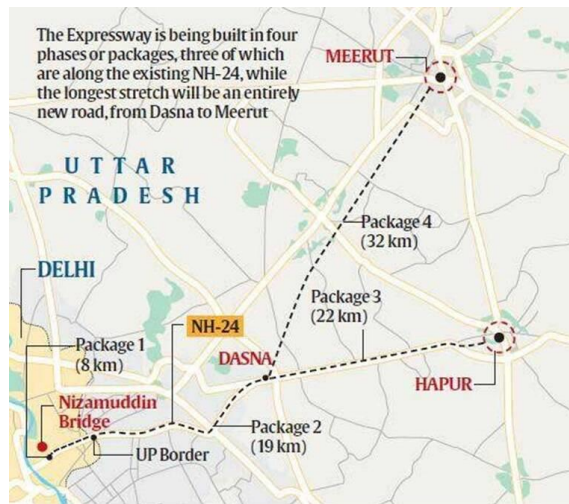 The Expressway is being built in four
phases or packages, three of which
are along the existing NH-24, while
the longest stretch will be an entirely
new road, from Dasna to Meerut
MEERUT
UTTAR
PRADESH
Package 4
(32 km)
DELHI
Package 3
(22 km)
NH-24
Package 1
(8 km)
DASNA
HAPUR
Nizamuddin
Bridge
Package 2
(19 km)
UP Border